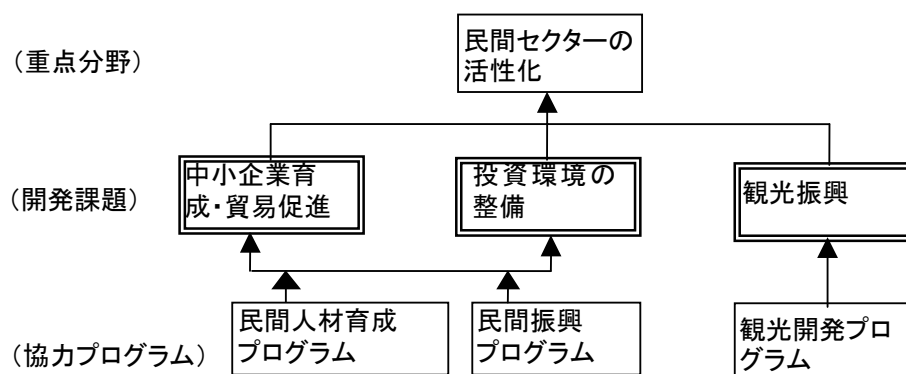 (重点分野)
民間セクターの
活性化
(開発課題)
中小企業育
成・貿易促進
投資環境の
整備
観光振興
(協力プログラム)
民間人材育成
プログラム
民間振興
プログラム
観光開発プロ
グラム